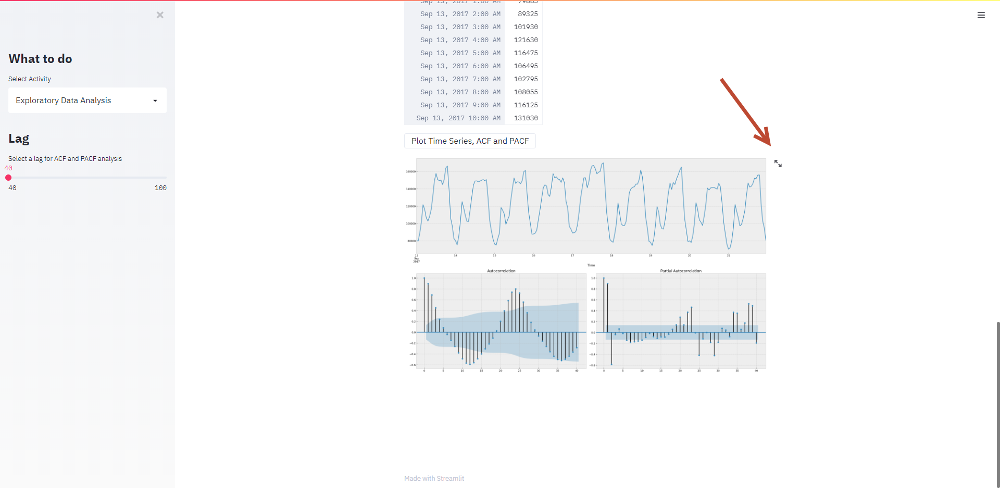 ×
What to do
Select Activity
Exploratory Data Analysis
Lag
Select a lag for ACF and PACF analysis
40
40 100
Sep 13, 2017 1:00 AM 79885
Sep 13, 2017 2:00 AM 89325
Sep 13, 2017 3:00 AM 101930
Sep 13, 2017 4:00 AM 121630
Sep 13, 2017 5:00 AM 116475
Sep 13, 2017 6:00 AM 106495
Sep 13, 2017 7:00 AM 102795
Sep 13, 2017 8:00 AM 108055
Sep 13, 2017 9:00 AM 116125
Sep 13, 2017 10:00 AM 131030
Plot Time Series, ACF and PACF
160000
140000
120000
100000
80000
13 14 15 16 17 18 19 20 21
Sep
2017
Time
Autocorrelation
1.0
0.8
0.6
0.4
0.2
0.0
−0.2
−0.4
−0.6
0 5 10 15 20 25 30 35 40
Partial Autocorrelation
1.0
0.8
0.6
0.4
0.2
0.0
−0.2
−0.4
−0.6
0 5 10 15 20 25 30 35 40
Made with Streamlit